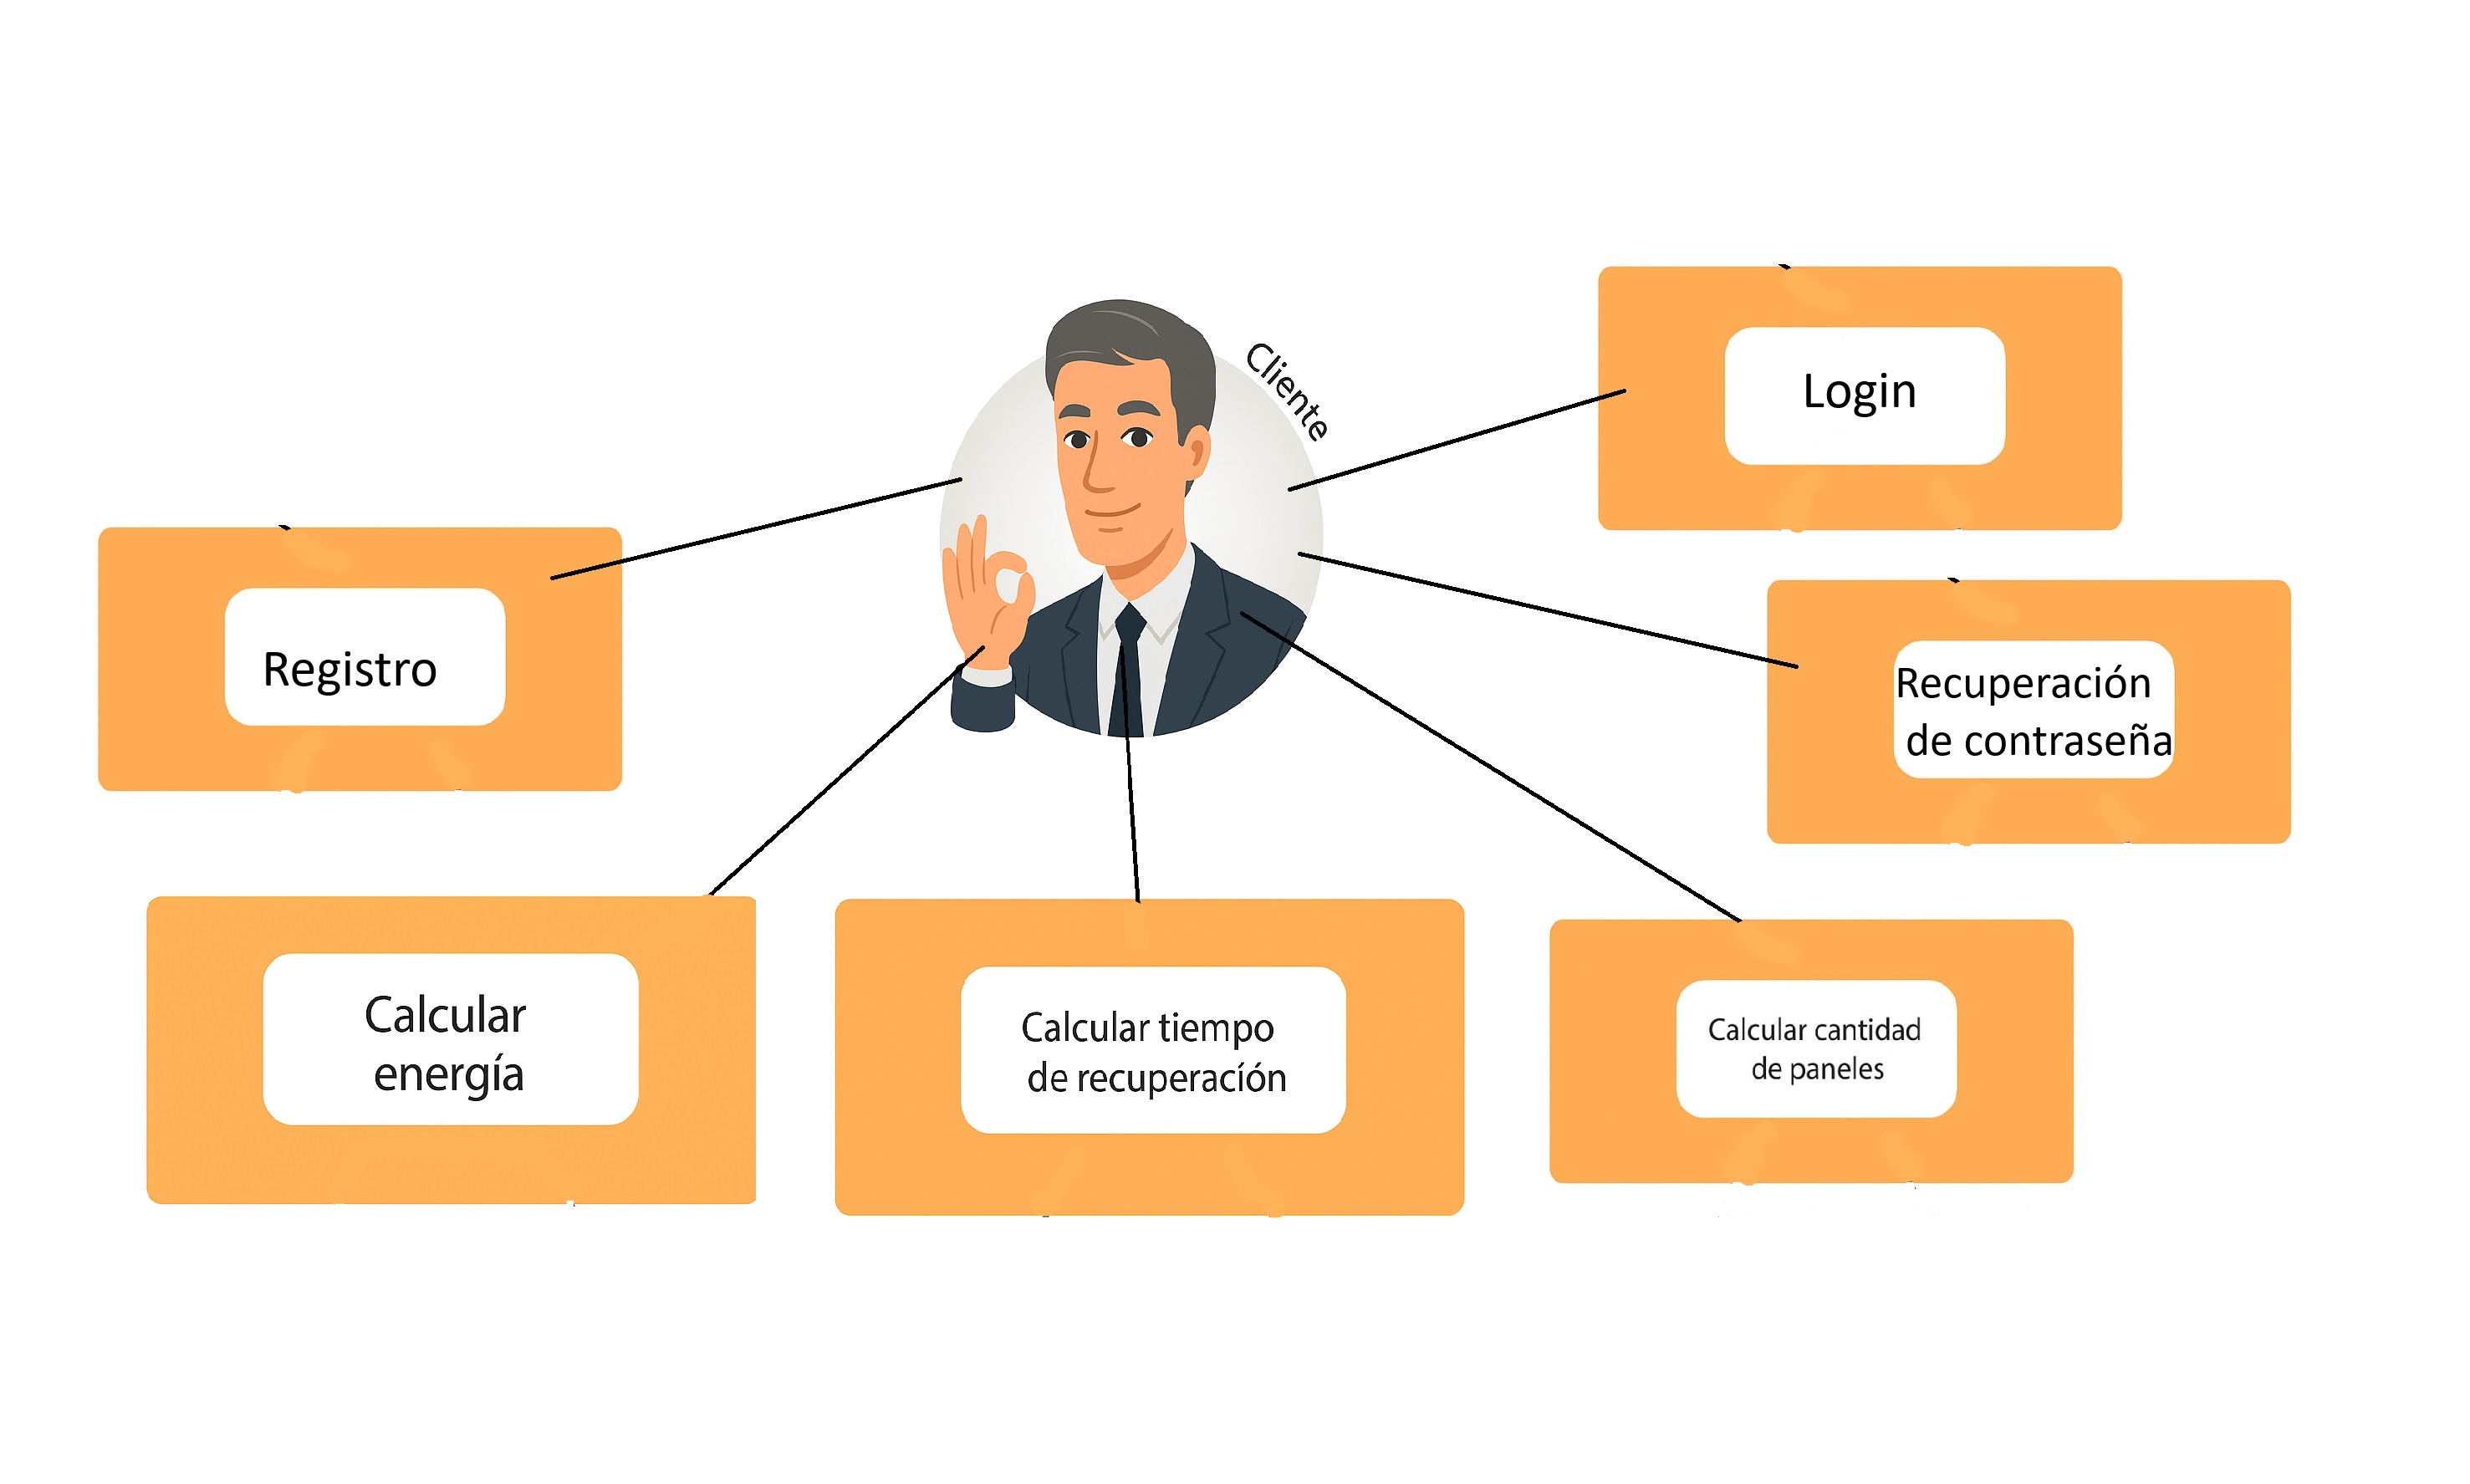 Cliente
Login
Registro
Recuperación
de contraseña
Calcular
energía
Calcular tiempo
de recuperación
Calcular cantidad
de paneles